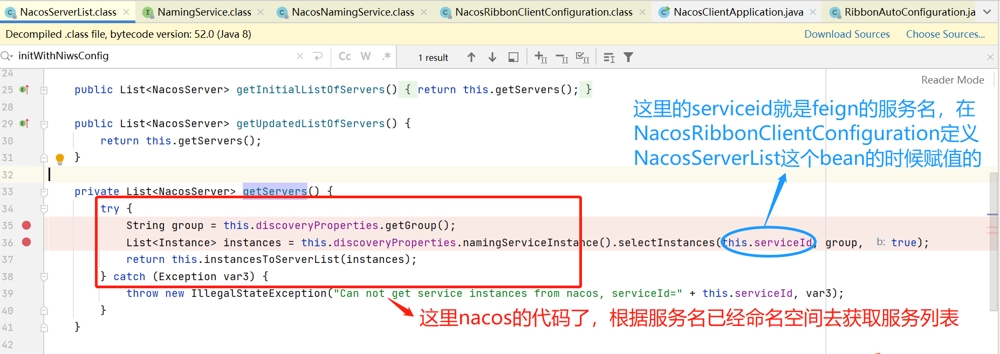 NacosServerList.class NamingService.class NacosNamingService.class NacosRibbonClientConfiguration.class NacosClientApplication.java RibbonAutoConfiguration.ja
Decompiled .class file, bytecode version: 52.0 (Java 8) Download Sources Choose Sources...
initWithNiwsConfig Cc W .* 1 result
24
Reader Mode
25 public List<NacosServer> getInitialListOfServers() { return this.getServers(); }
28
这里的serviceid就是feign的服务名，在
NacosRibbonClientConfiguration定义
NacosServerList这个bean的时候赋值的
29 public List<NacosServer> getUpdatedListOfServers() {
30 return this.getServers();
31 }
32
33 private List<NacosServer> getServers() {
34 try {
35 String group = this.discoveryProperties.getGroup();
36 List<Instance> instances = this.discoveryProperties.namingServiceInstance().selectInstances(this.serviceId, group, b: true);
37 return this.instancesToServerList(instances);
38 } catch (Exception var3) {
39 throw new IllegalStateException("Can not get service instances from nacos, serviceId=" + this.serviceId, var3);
40 }
这里nacos的代码了，根据服务名已经命名空间去获取服务列表
41 }
42